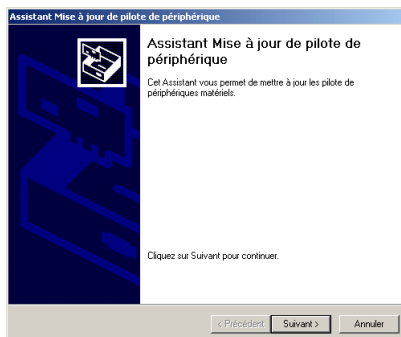 Assistant Mise à jour de pilote de périphérique
Assistant Mise à jour de pilote de
périphérique
Cet Assistant vous permet de mettre à jour les pilote de
périphériques matériels.
Cliquez sur Suivant pour continuer.
< Précédent
Suivant >
Annuler